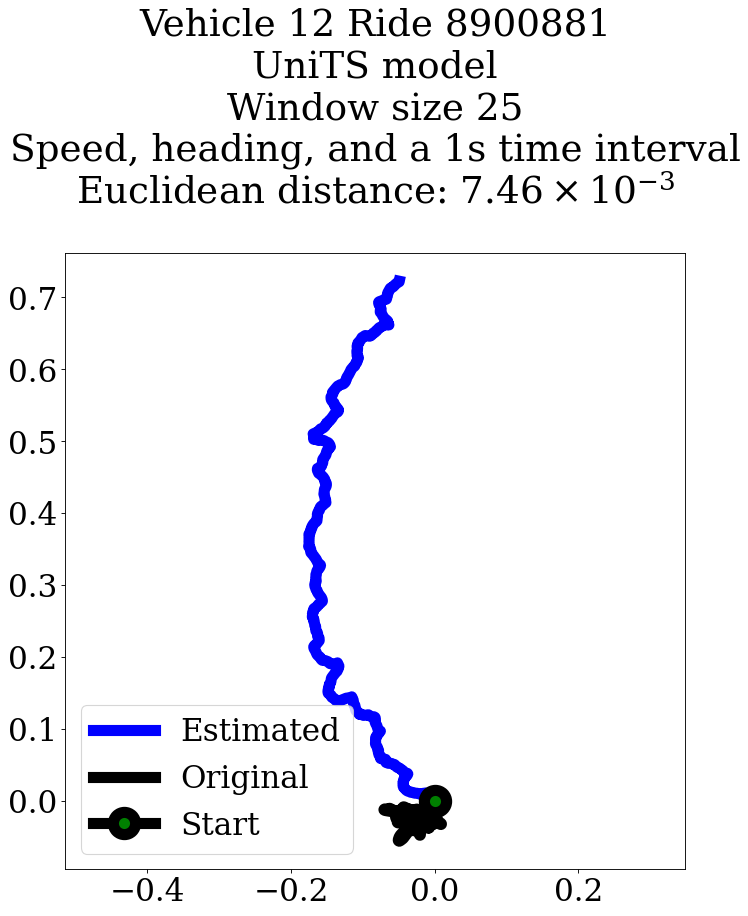 Vehicle 12 Ride 8900881
UniTS model
Window size 25
Speed, heading, and a 1s time interval
Euclidean distance: 7.46 × 10⁻³
0.7
0.6
0.5
0.4
0.3
0.2
0.1
0.0
Estimated
Original
Start
−0.4 −0.2 0.0 0.2